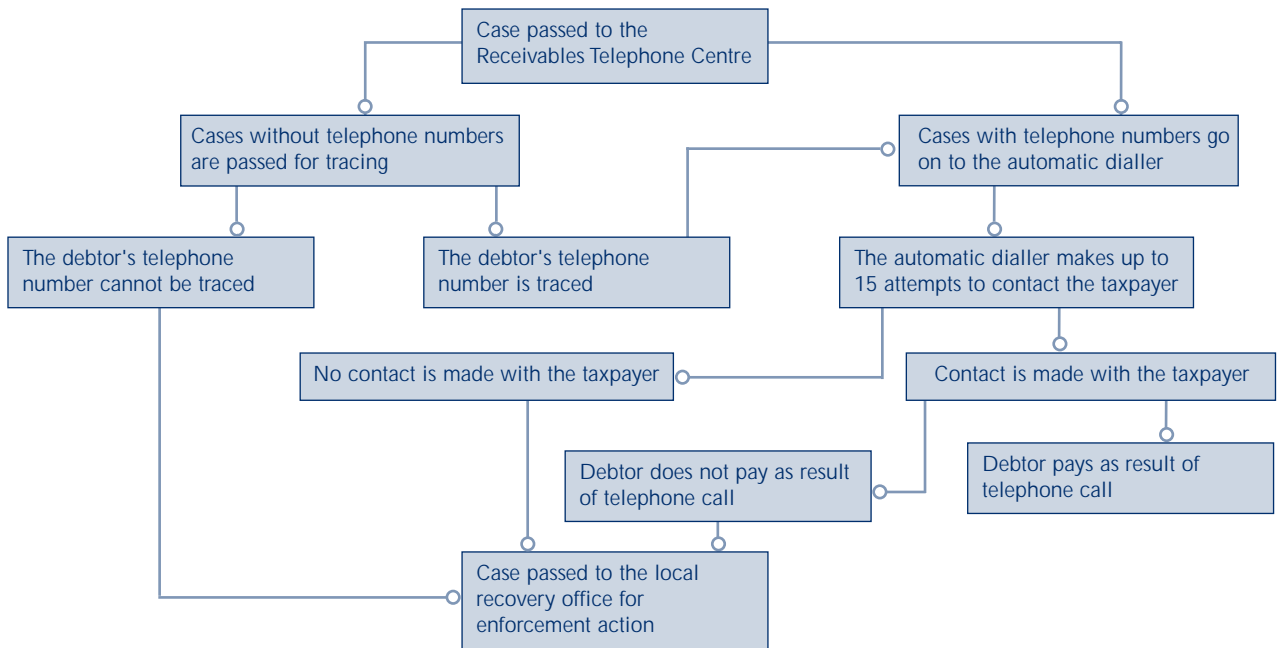 Case passed to the
Receivables Telephone Centre
Cases without telephone numbers
are passed for tracing
Cases with telephone numbers go
on to the automatic dialler
The debtor's telephone
number cannot be traced
The debtor's telephone
number is traced
The automatic dialler makes up to
15 attempts to contact the taxpayer
No contact is made with the taxpayer
Contact is made with the taxpayer
Debtor does not pay as result
of telephone call
Debtor pays as result of
telephone call
Case passed to the local
recovery office for
enforcement action